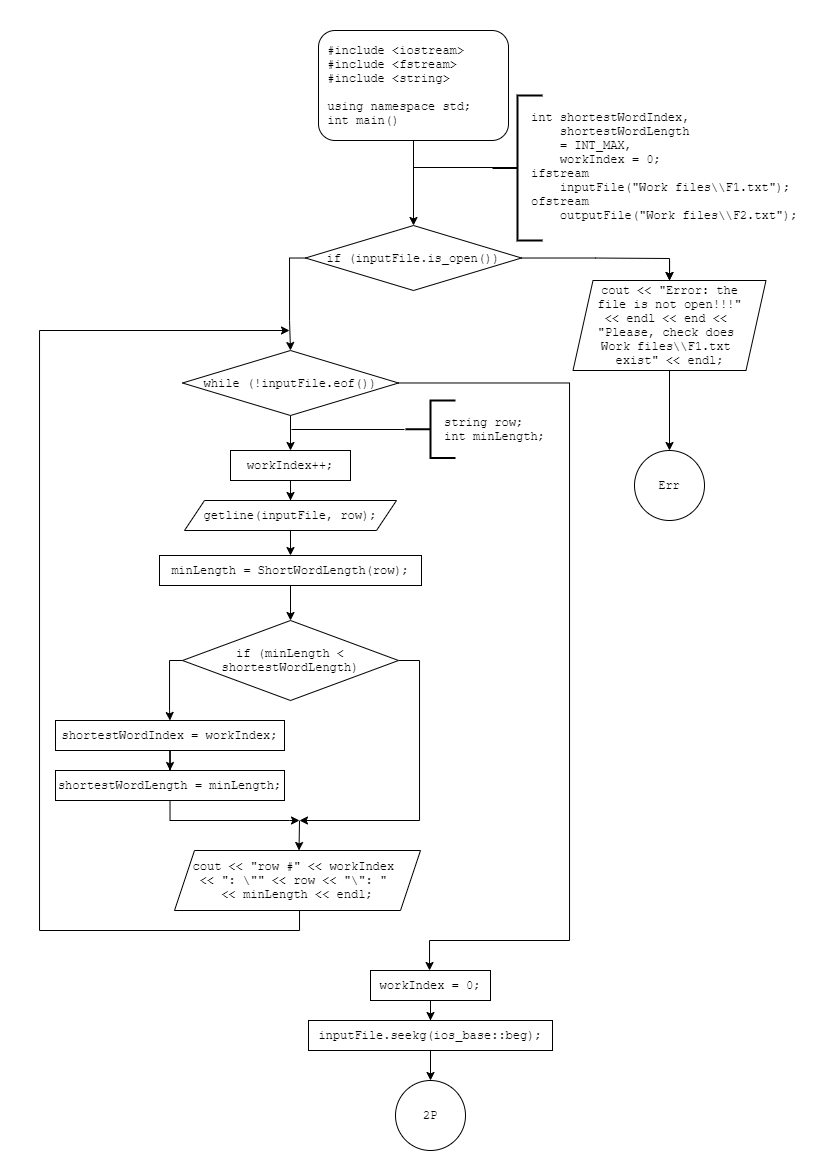 #include <iostream>
#include <fstream>
#include <string>
using namespace std;
int main()
int shortestWordIndex,
shortestWordLength
= INT_MAX,
workIndex = 0;
ifstream
inputFile("Work files\\F1.txt");
ofstream
outputFile("Work files\\F2.txt");
if (inputFile.is_open())
cout << "Error: the
file is not open!!!"
<< endl << end <<
"Please, check does
Work files\\F1.txt
exist" << endl;
Err
while (!inputFile.eof())
string row;
int minLength;
workIndex++;
getline(inputFile, row);
minLength = ShortWordLength(row);
if (minLength <
shortestWordLength)
shortestWordIndex = workIndex;
shortestWordLength = minLength;
cout << "row #" << workIndex
<< ": \"" << row << "\": "
<< minLength << endl;
workIndex = 0;
inputFile.seekg(ios_base::beg);
2P